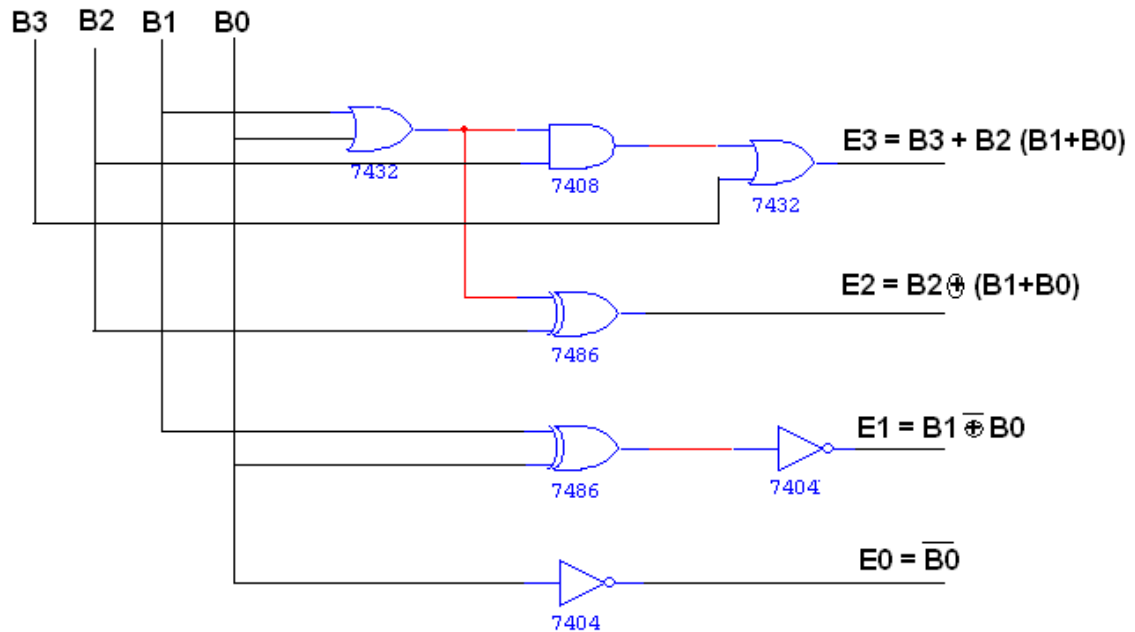 B3 B2 B1 B0
7432
7408
7432
E3 = B3 + B2 (B1+B0)
E2 = B2 ⊕ (B1+B0)
7486
E1 = B1 ⊕̅ B0
7486
7404
E0 = B̅0̅
7404